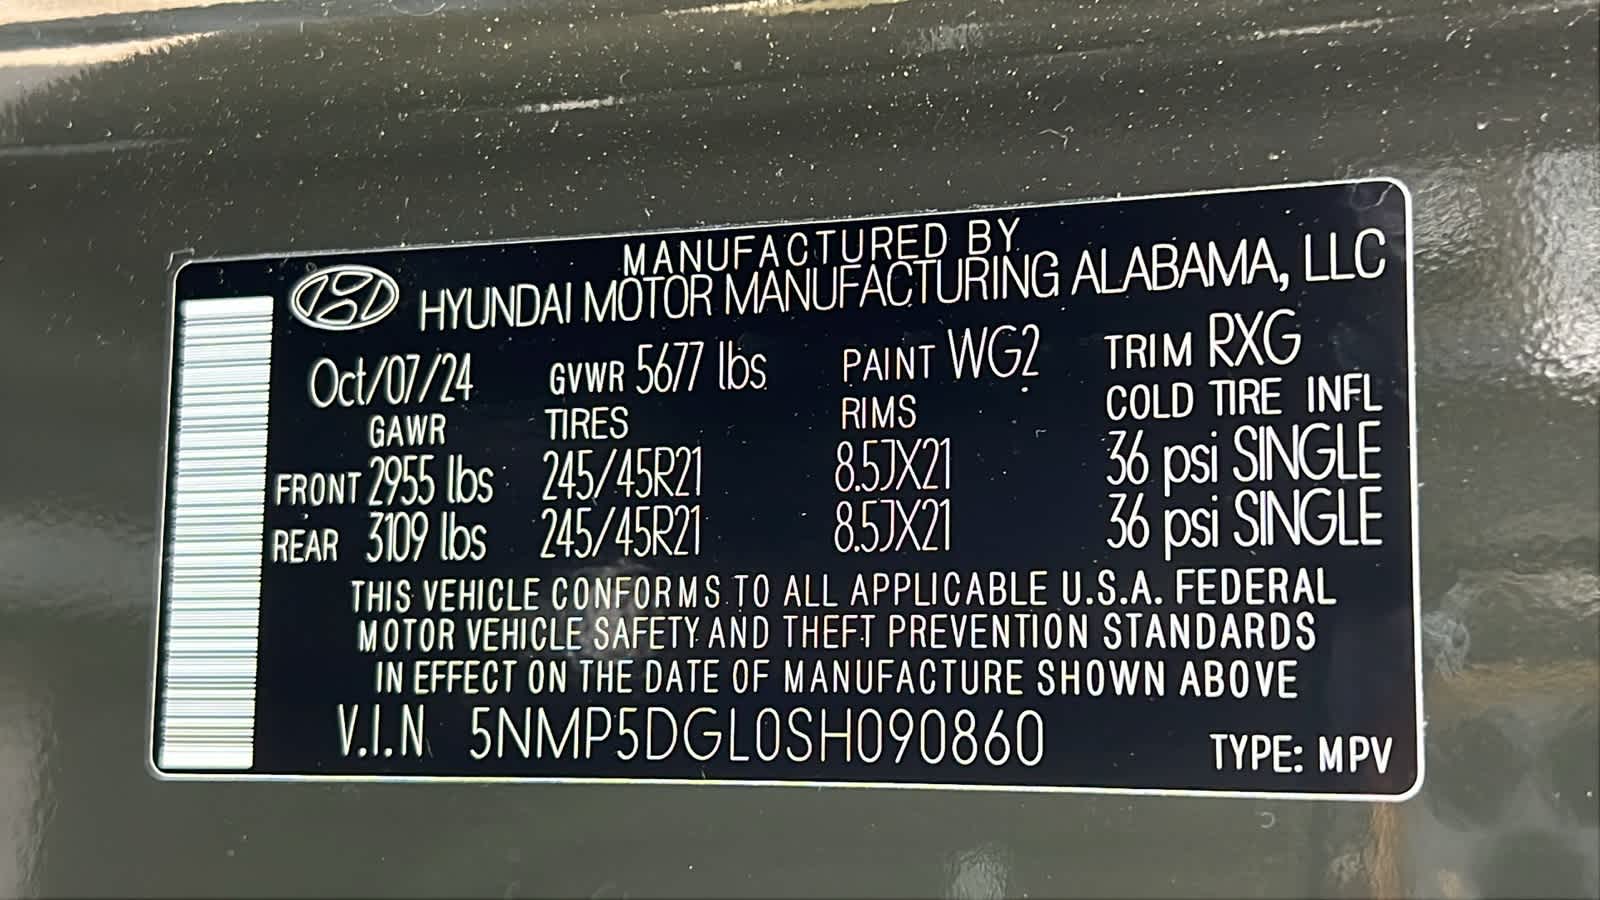 MANUFACTURED BY
HYUNDAI MOTOR MANUFACTURING ALABAMA, LLC
Oct/07/24 GVWR 5677 lbs PAINT WG2 TRIM RXG
GAWR TIRES RIMS COLD TIRE INFL
FRONT 2955 lbs 245/45R21 8.5JX21 36 psi SINGLE
REAR 3109 lbs 245/45R21 8.5JX21 36 psi SINGLE
THIS VEHICLE CONFORMS TO ALL APPLICABLE U.S.A. FEDERAL
MOTOR VEHICLE SAFETY AND THEFT PREVENTION STANDARDS
IN EFFECT ON THE DATE OF MANUFACTURE SHOWN ABOVE
V.I.N 5NMP5DGL0SH090860 TYPE: MPV